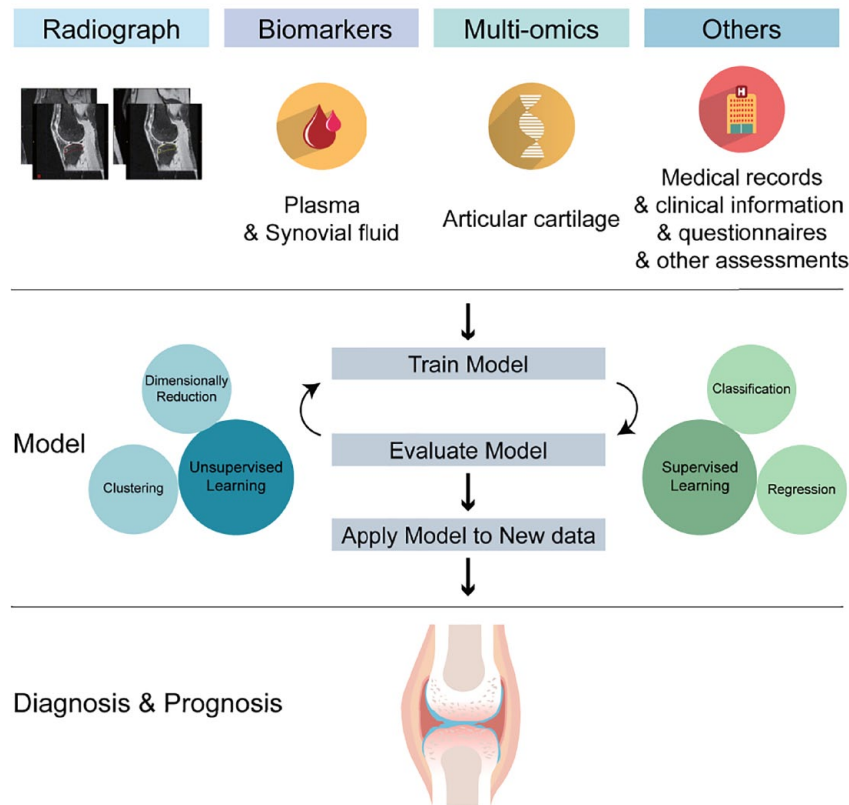 Radiograph
Biomarkers
Multi-omics
Others
H
Plasma
& Synovial fluid
Articular cartilage
Medical records
& clinical information
& questionnaires
& other assessments
Train Model
Dimensionally
Reduction
Classification
Model
Evaluate Model
Clustering
Unsupervised
Learning
Supervised
Learning
Regression
Apply Model to New data
Diagnosis & Prognosis